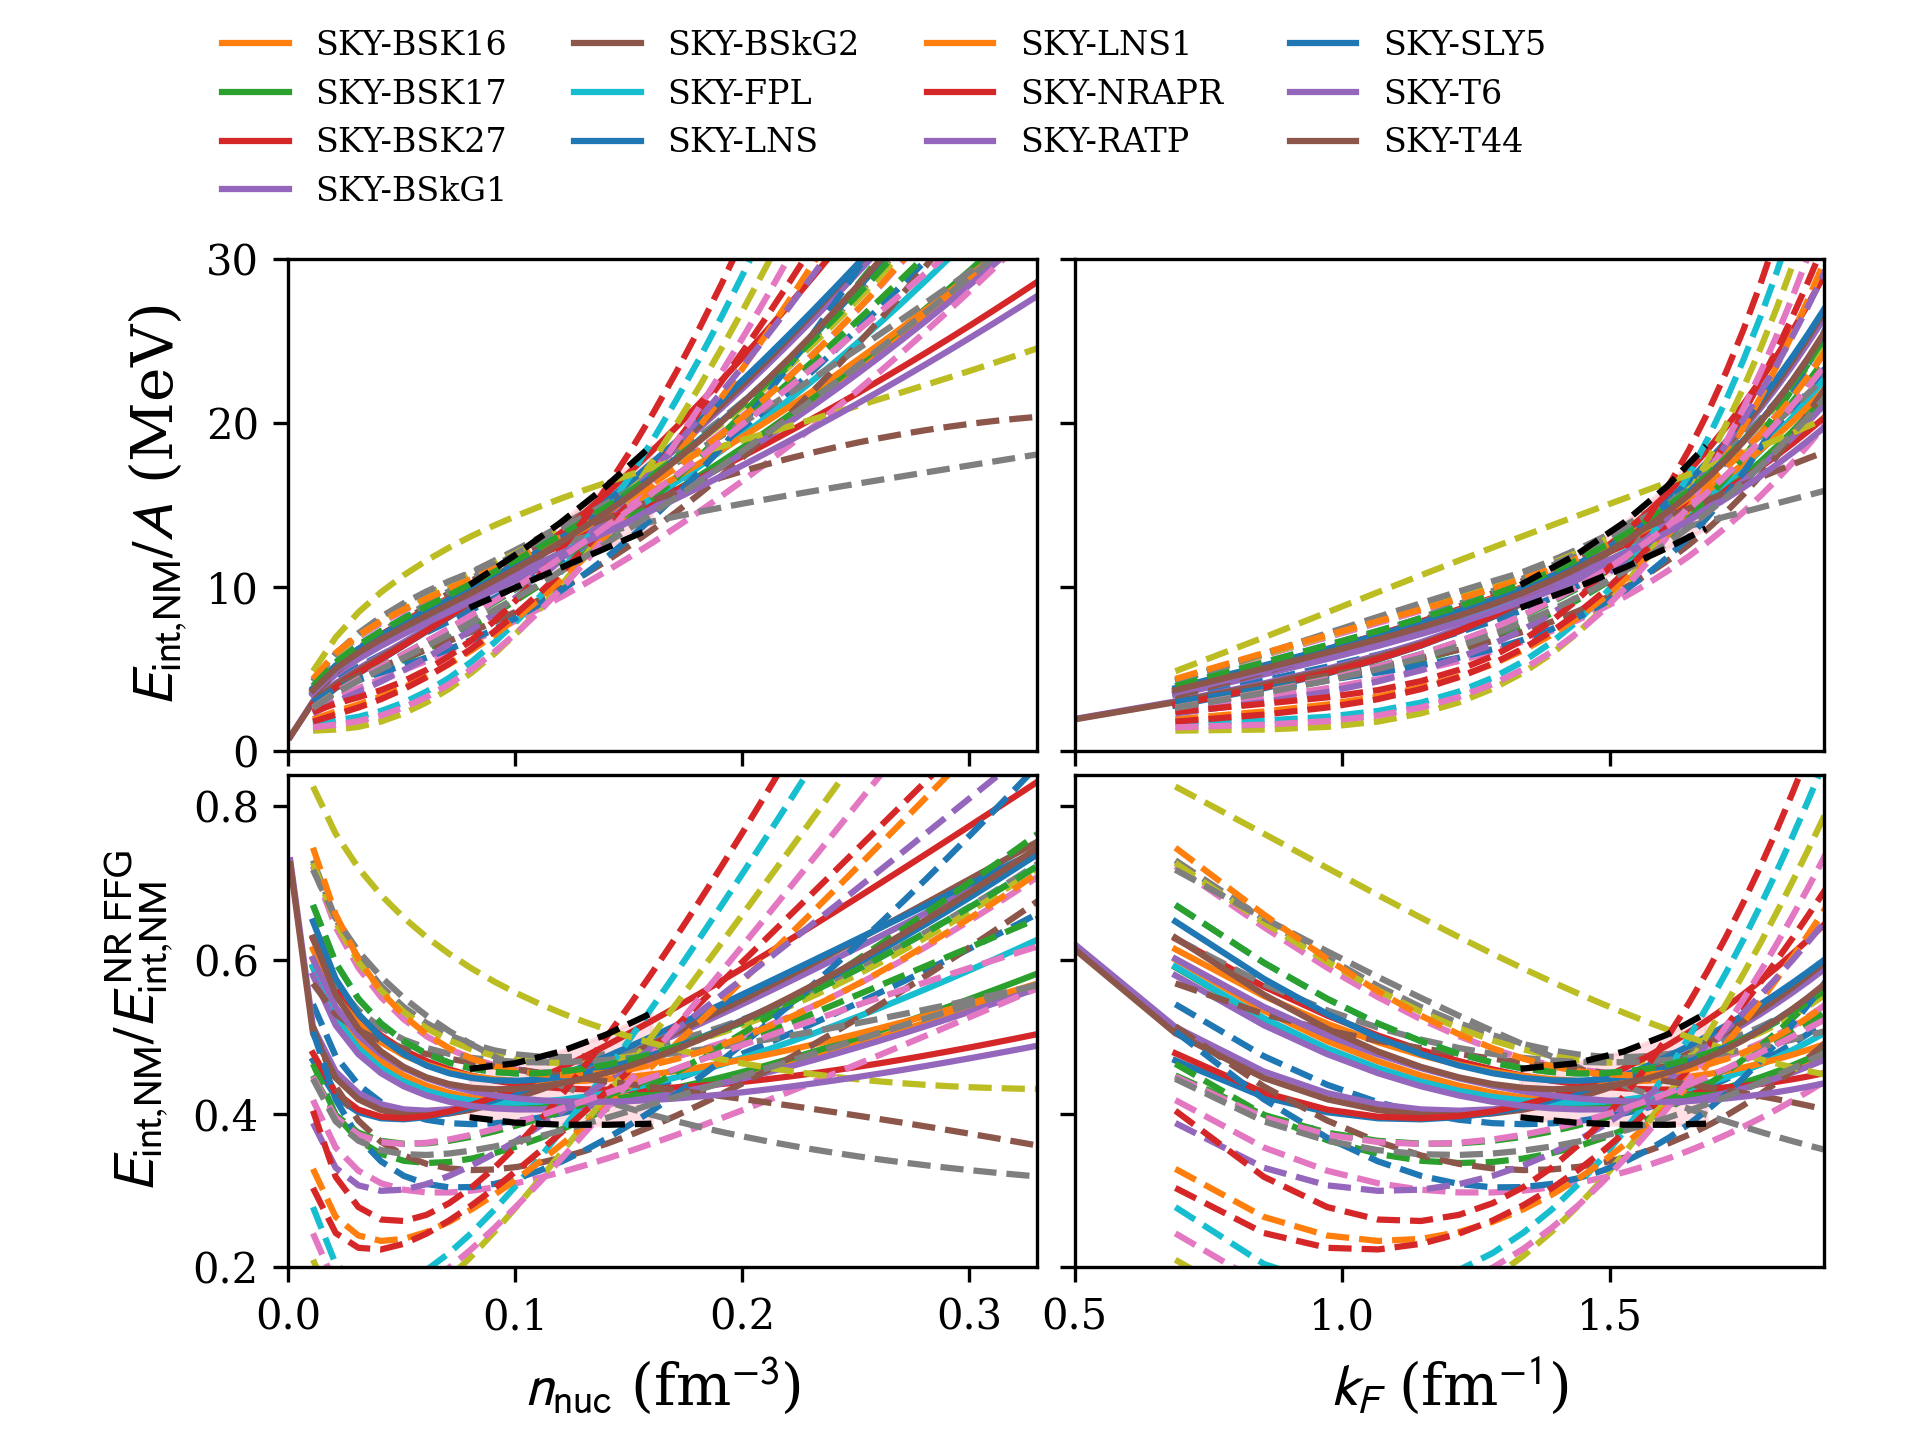 SKY-BSK16 SKY-BSkG2 SKY-LNS1 SKY-SLY5
SKY-BSK17 SKY-FPL SKY-NRAPR SKY-T6
SKY-BSK27 SKY-LNS SKY-RATP SKY-T44
SKY-BSkG1
30
20
10
0
E_int,NM/A (MeV)
0.8
0.6
0.4
0.2
E_int,NM/E^NR FFG_int,NM
0.0 0.1 0.2 0.3 0.5 1.0 1.5
n_nuc (fm⁻³) k_F (fm⁻¹)